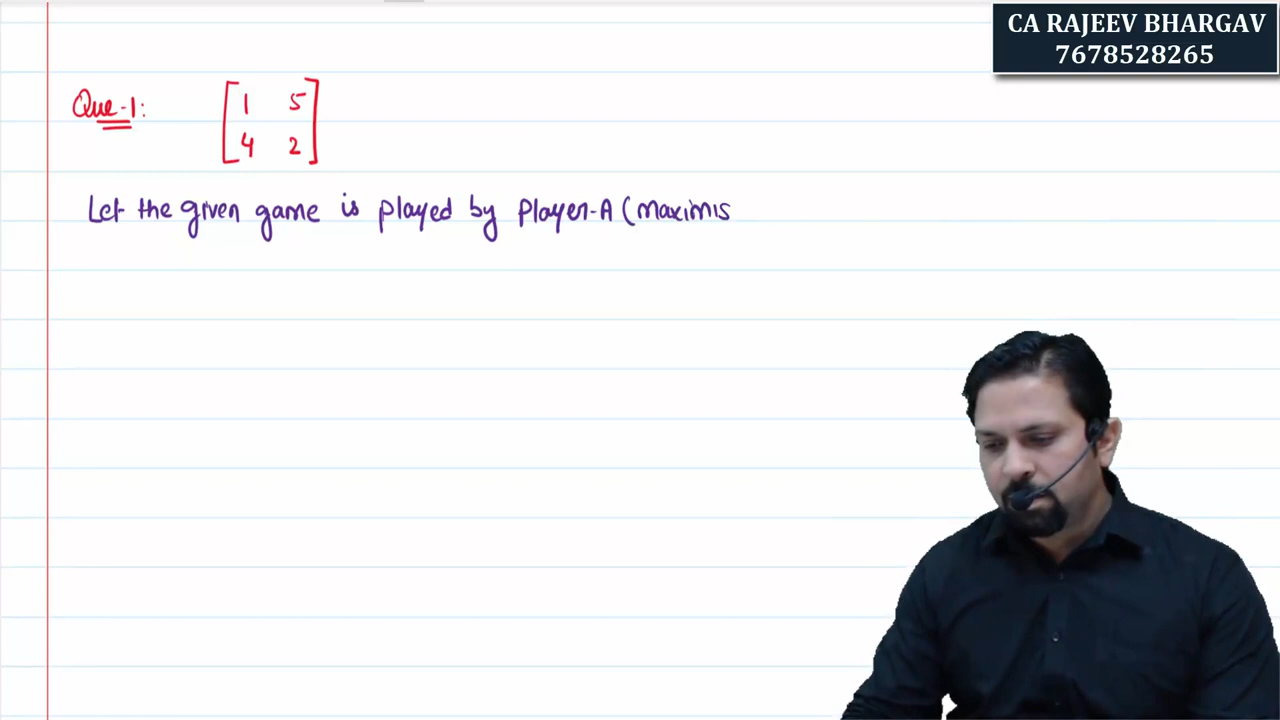 CA RAJEEV BHARGAV
7678528265
Que-1:
1 5
4 2
Let the given game is played by Player-A (maximis